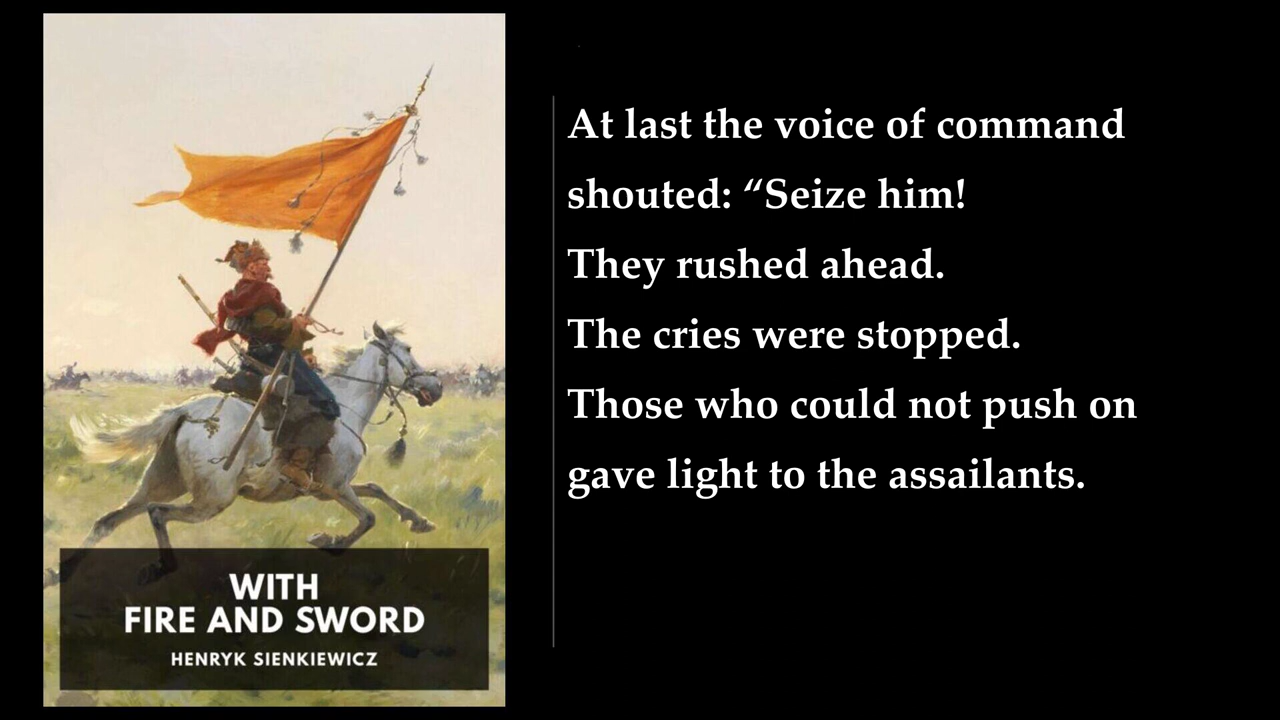 At last the voice of command
shouted: “Seize him!
They rushed ahead.
The cries were stopped.
Those who could not push on
gave light to the assailants.
WITH
FIRE AND SWORD
HENRYK SIENKIEWICZ